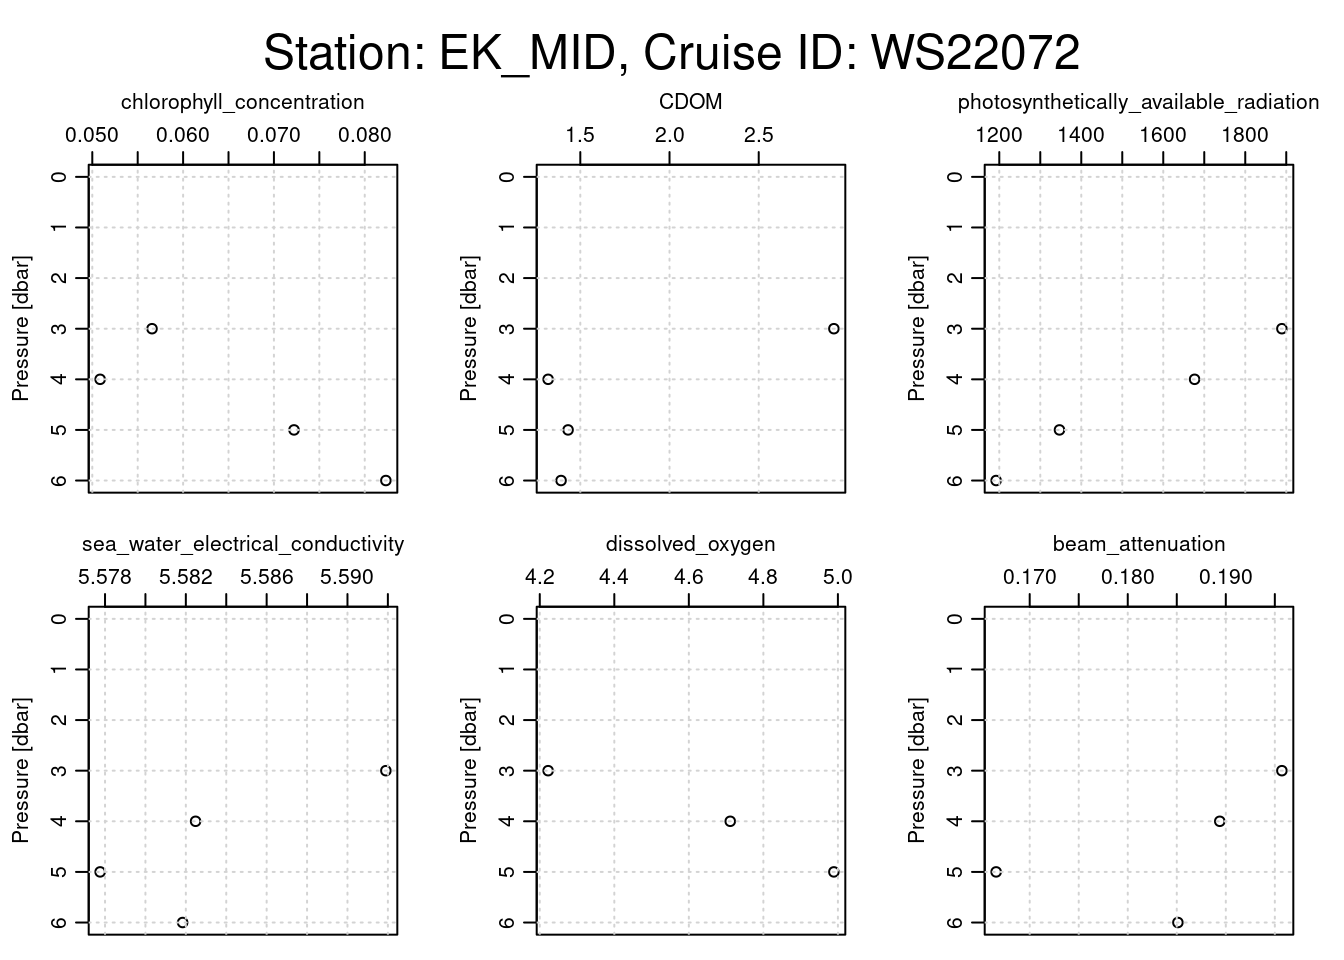 Station: EK_MID, Cruise ID: WS22072
chlorophyll_concentration
0.050 0.060 0.070 0.080
0
1
2
3
4
5
6
Pressure [dbar]
CDOM
1.5 2.0 2.5
0
1
2
3
4
5
6
Pressure [dbar]
photosynthetically_available_radiation
1200 1400 1600 1800
0
1
2
3
4
5
6
Pressure [dbar]
sea_water_electrical_conductivity
5.578 5.582 5.586 5.590
0
1
2
3
4
5
6
Pressure [dbar]
dissolved_oxygen
4.2 4.4 4.6 4.8 5.0
0
1
2
3
4
5
6
Pressure [dbar]
beam_attenuation
0.170 0.180 0.190
0
1
2
3
4
5
6
Pressure [dbar]